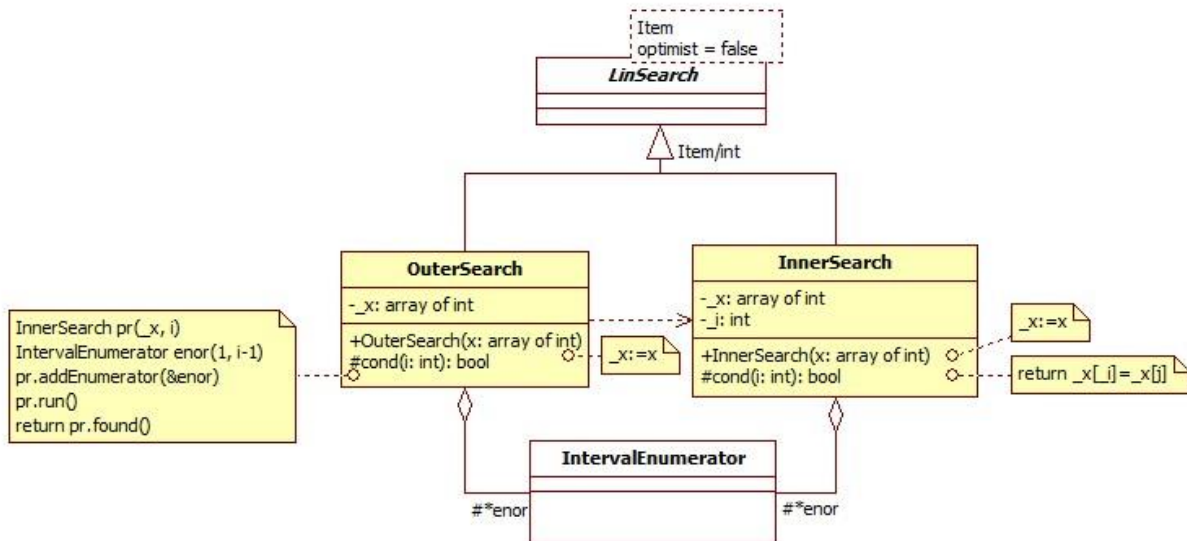 Item
optimist = false
LinSearch
Item/int
OuterSearch
-_x: array of int
+OuterSearch(x: array of int)
#cond(i: int): bool
InnerSearch
-_x: array of int
-_i: int
+InnerSearch(x: array of int)
#cond(i: int): bool
InnerSearch pr(_x, i)
IntervalEnumerator enor(1, i-1)
pr.addEnumerator(&enor)
pr.run()
return pr.found()
_x:=x
_x:=x
return _x[_i]=_x[j]
IntervalEnumerator
#*enor
#*enor